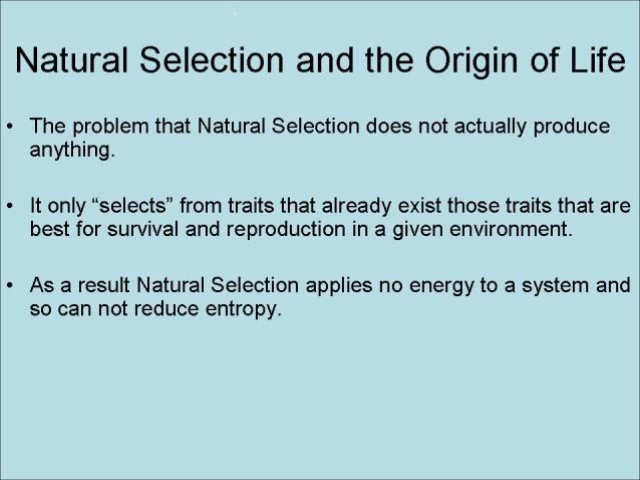 Natural Selection and the Origin of Life
• The problem that Natural Selection does not actually produce
anything.
• It only “selects” from traits that already exist those traits that are
best for survival and reproduction in a given environment.
• As a result Natural Selection applies no energy to a system and
so can not reduce entropy.